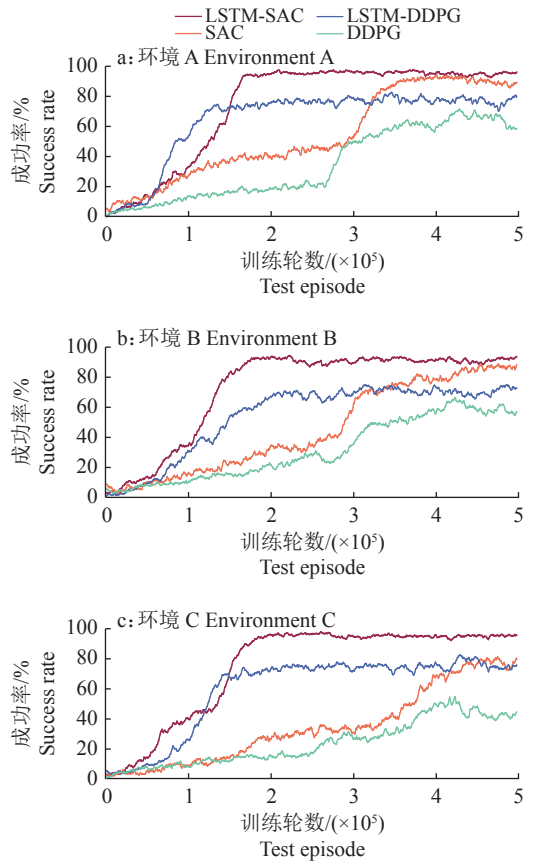 LSTM-SAC LSTM-DDPG
SAC DDPG
a: 环境 A Environment A
100
80
60
40
20
0
成功率/%
Success rate
0 1 2 3 4 5
训练轮数/(×10⁵)
Test episode
b: 环境 B Environment B
100
80
60
40
20
0
成功率/%
Success rate
0 1 2 3 4 5
训练轮数/(×10⁵)
Test episode
c: 环境 C Environment C
100
80
60
40
20
0
成功率/%
Success rate
0 1 2 3 4 5
训练轮数/(×10⁵)
Test episode